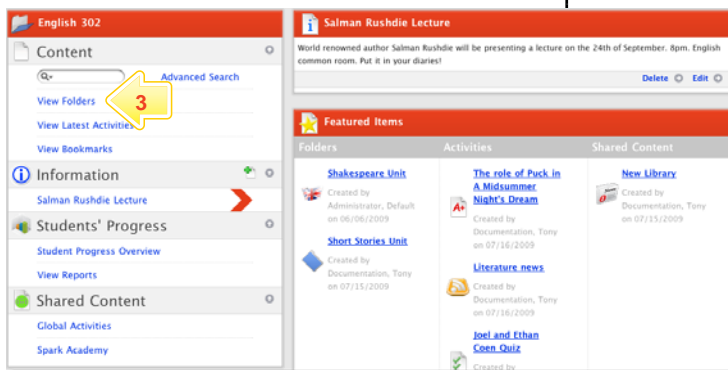 English 302
Content
Advanced Search
View Folders
3
View Latest Activities
View Bookmarks
Information
Salman Rushdie Lecture
Students' Progress
Student Progress Overview
View Reports
Shared Content
Global Activities
Spark Academy
Salman Rushdie Lecture
World renowned author Salman Rushdie will be presenting a lecture on the 24th of September. 8pm. English
common room. Put it in your diaries!
Delete Edit
Featured Items
Folders Activities Shared Content
Shakespeare Unit
Created by
Administrator, Default
on 06/06/2009
Short Stories Unit
Created by
Documentation, Tony
on 07/15/2009
The role of Puck in
A Midsummer
Night's Dream
Created by
Documentation, Tony
on 07/16/2009
Literature news
Created by
Documentation, Tony
on 07/16/2009
Joel and Ethan
Coen Quiz
Created by
New Library
Created by
Documentation, Tony
on 07/15/2009